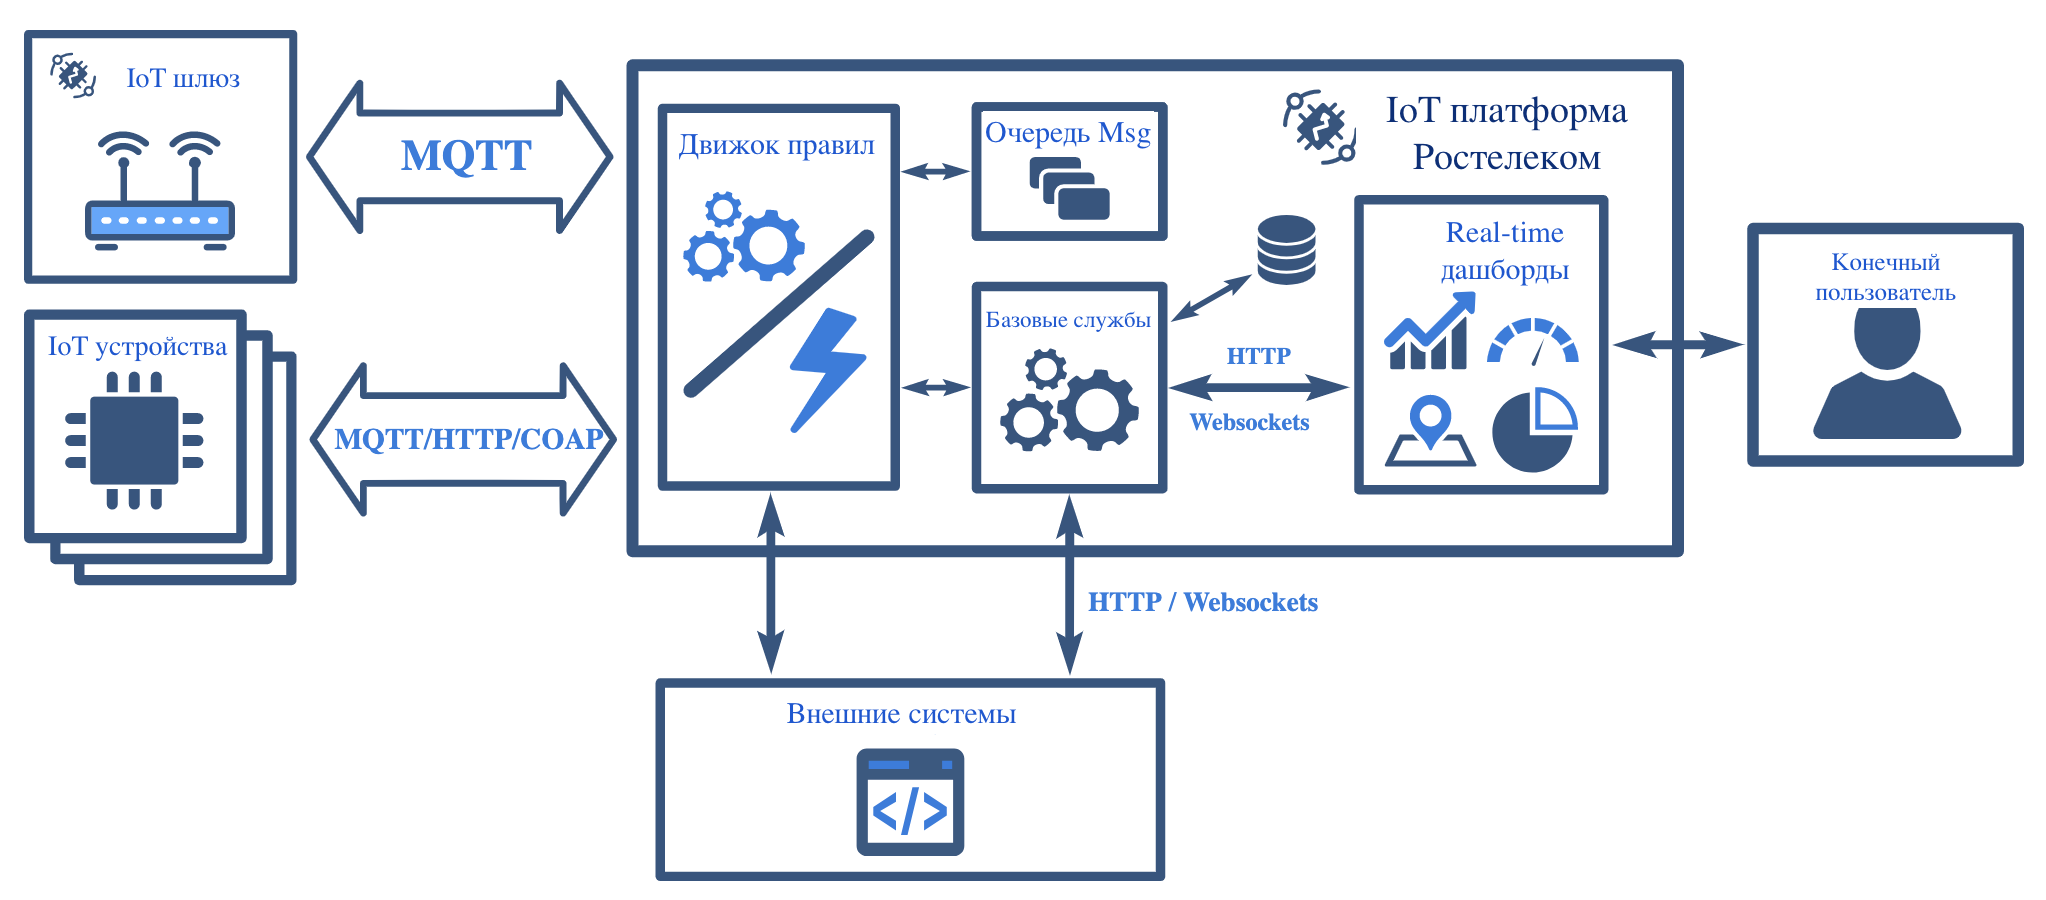 IoT шлюз
MQTT
IoT устройства
MQTT/HTTP/COAP
IoT платформа
Ростелеком
Движок правил
Очередь Msg
Базовые службы
HTTP
Websockets
Real-time
дашборды
Конечный
пользователь
HTTP / Websockets
Внешние системы
</>